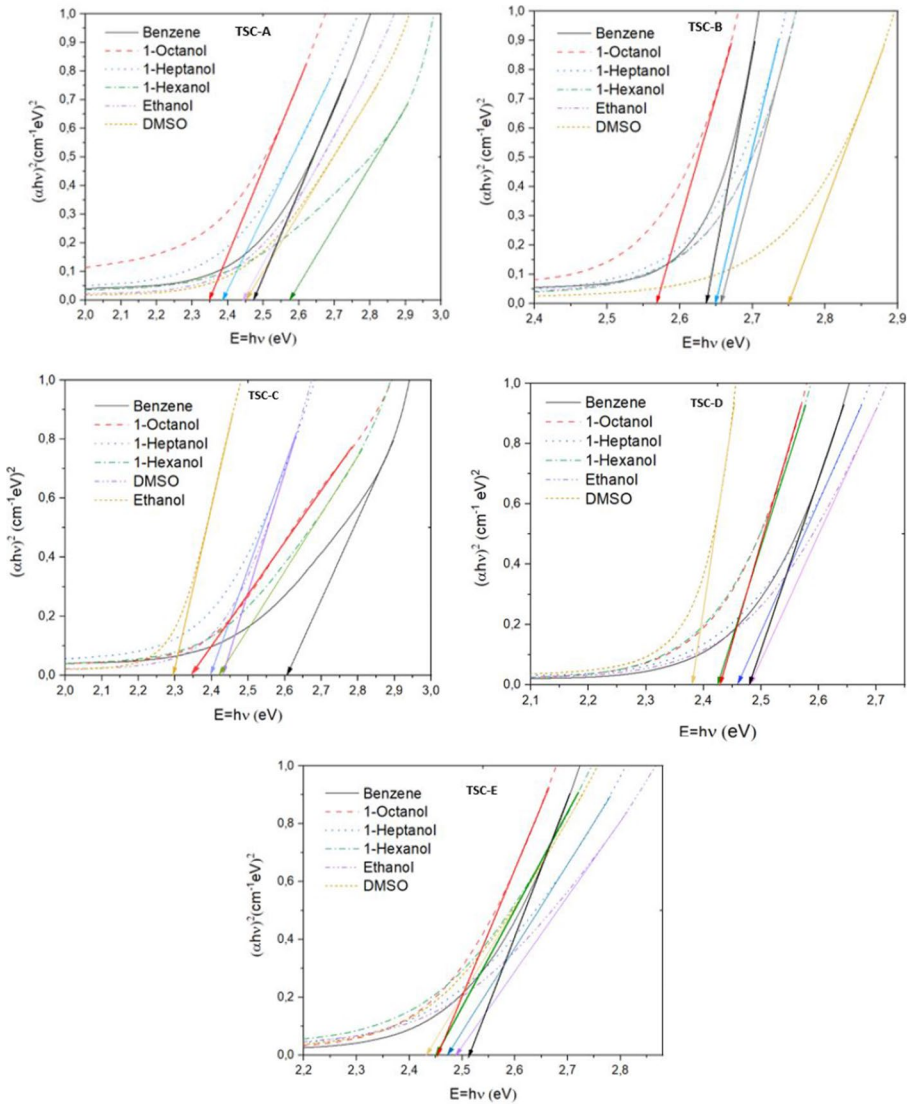 TSC-A
Benzene
1-Octanol
1-Heptanol
1-Hexanol
Ethanol
DMSO
(αhν)²(cm⁻¹eV)²
1,0
0,9
0,8
0,7
0,6
0,5
0,4
0,3
0,2
0,1
0,0
2,0 2,1 2,2 2,3 2,4 2,5 2,6 2,7 2,8 2,9 3,0
E=hν (eV)
TSC-B
Benzene
1-Octanol
1-Heptanol
1-Hexanol
Ethanol
DMSO
(αhν)²(cm⁻¹eV)²
1,0
0,9
0,8
0,7
0,6
0,5
0,4
0,3
0,2
0,1
0,0
2,4 2,5 2,6 2,7 2,8 2,9
E=hν (eV)
TSC-C
Benzene
1-Octanol
1-Heptanol
1-Hexanol
DMSO
Ethanol
(αhν)² (cm⁻¹eV)²
1,0
0,8
0,6
0,4
0,2
0,0
2,0 2,1 2,2 2,3 2,4 2,5 2,6 2,7 2,8 2,9 3,0
E=hν (eV)
TSC-D
Benzene
1-Octanol
1-Heptanol
1-Hexanol
Ethanol
DMSO
(αhν)² (cm⁻¹ eV)²
1,0
0,8
0,6
0,4
0,2
0,0
2,1 2,2 2,3 2,4 2,5 2,6 2,7
E=hν (eV)
TSC-E
Benzene
1-Octanol
1-Heptanol
1-Hexanol
Ethanol
DMSO
(αhν)²(cm⁻¹eV)²
1,0
0,8
0,6
0,4
0,2
0,0
2,2 2,3 2,4 2,5 2,6 2,7 2,8
E=hν (eV)